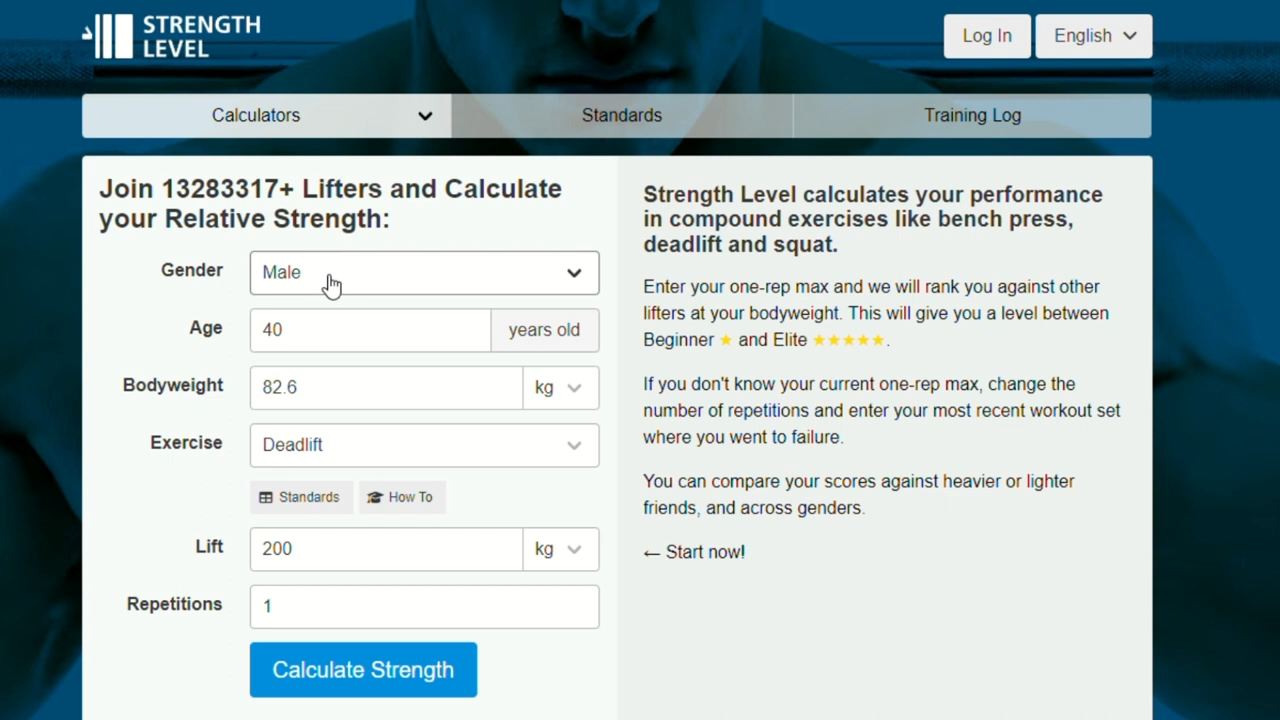 STRENGTH
LEVEL
Log In
English
Calculators
Standards
Training Log
Join 13283317+ Lifters and Calculate
your Relative Strength:
Gender
Male
Age
40
years old
Bodyweight
82.6
kg
Exercise
Deadlift
Standards
How To
Lift
200
kg
Repetitions
1
Calculate Strength
Strength Level calculates your performance
in compound exercises like bench press,
deadlift and squat.
Enter your one-rep max and we will rank you against other
lifters at your bodyweight. This will give you a level between
Beginner ★ and Elite ★★★★★.
If you don't know your current one-rep max, change the
number of repetitions and enter your most recent workout set
where you went to failure.
You can compare your scores against heavier or lighter
friends, and across genders.
← Start now!